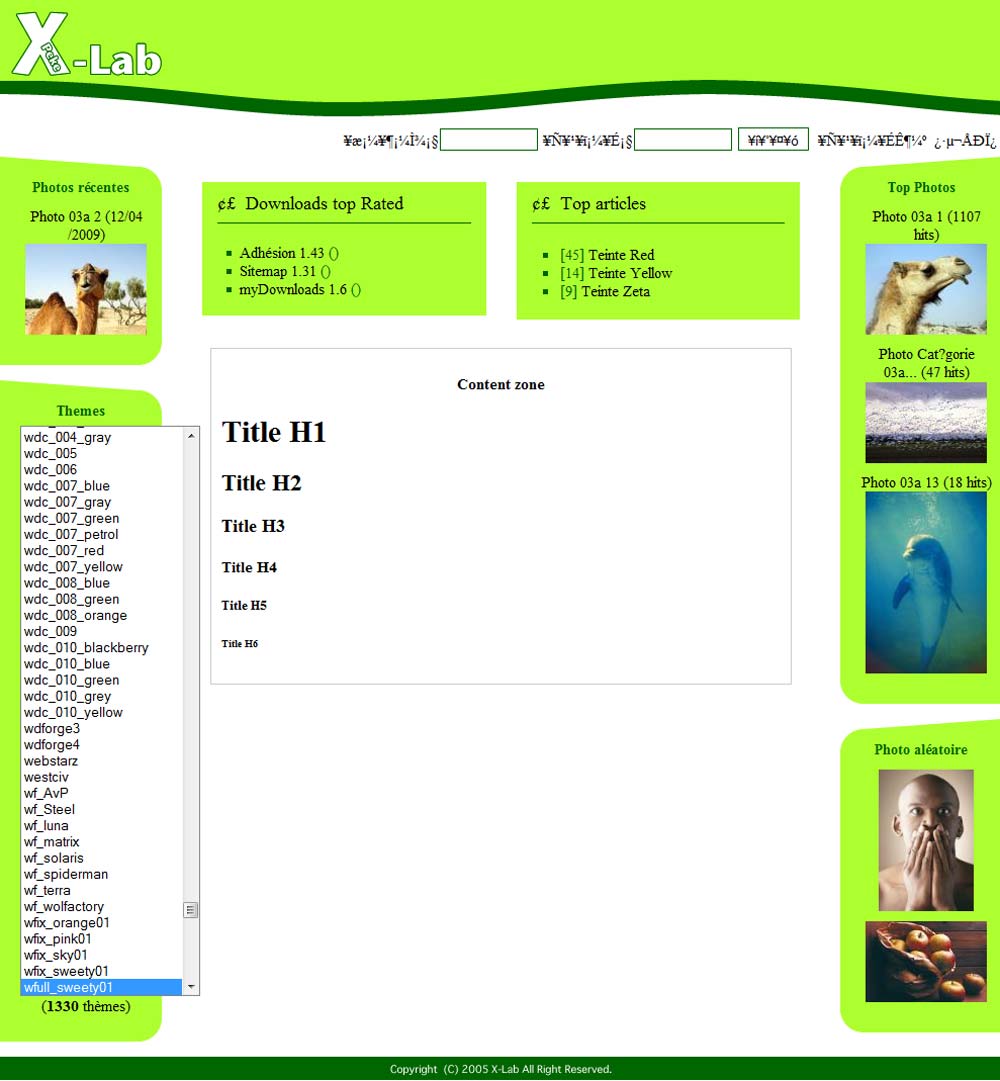 X-Lab
Peke
¥æ¡¼¥¶¡¼Ì¾¡§ ¥Ñ¥¹¥ï¡¼¥É¡§ ¥í¥°¥¤¥ó ¥Ñ¥¹¥ï¡¼¥ÉÊ¶¼º ¿·µ¬ÅÐÏ¿
Photos récentes
Photo 03a 2 (12/04
/2009)
Themes
wdc_004_gray
wdc_005
wdc_006
wdc_007_blue
wdc_007_gray
wdc_007_green
wdc_007_petrol
wdc_007_red
wdc_007_yellow
wdc_008_blue
wdc_008_green
wdc_008_orange
wdc_009
wdc_010_blackberry
wdc_010_blue
wdc_010_green
wdc_010_grey
wdc_010_yellow
wdforge3
wdforge4
webstarz
westciv
wf_AvP
wf_Steel
wf_luna
wf_matrix
wf_solaris
wf_spiderman
wf_terra
wf_wolfactory
wfix_orange01
wfix_pink01
wfix_sky01
wfix_sweety01
wfull_sweety01
(1330 thèmes)
¢£ Downloads top Rated
Adhésion 1.43 ()
Sitemap 1.31 ()
myDownloads 1.6 ()
¢£ Top articles
[45] Teinte Red
[14] Teinte Yellow
[9] Teinte Zeta
Content zone
Title H1
Title H2
Title H3
Title H4
Title H5
Title H6
Top Photos
Photo 03a 1 (1107
hits)
Photo Cat?gorie
03a... (47 hits)
Photo 03a 13 (18 hits)
Photo aléatoire
Copyright (C) 2005 X-Lab All Right Reserved.